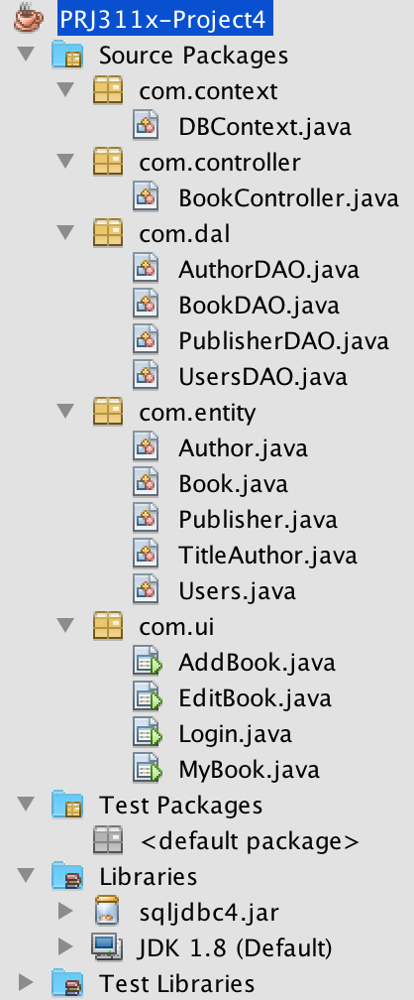 PRJ311x-Project4
Source Packages
com.context
DBContext.java
com.controller
BookController.java
com.dal
AuthorDAO.java
BookDAO.java
PublisherDAO.java
UsersDAO.java
com.entity
Author.java
Book.java
Publisher.java
TitleAuthor.java
Users.java
com.ui
AddBook.java
EditBook.java
Login.java
MyBook.java
Test Packages
<default package>
Libraries
sqljdbc4.jar
JDK 1.8 (Default)
Test Libraries